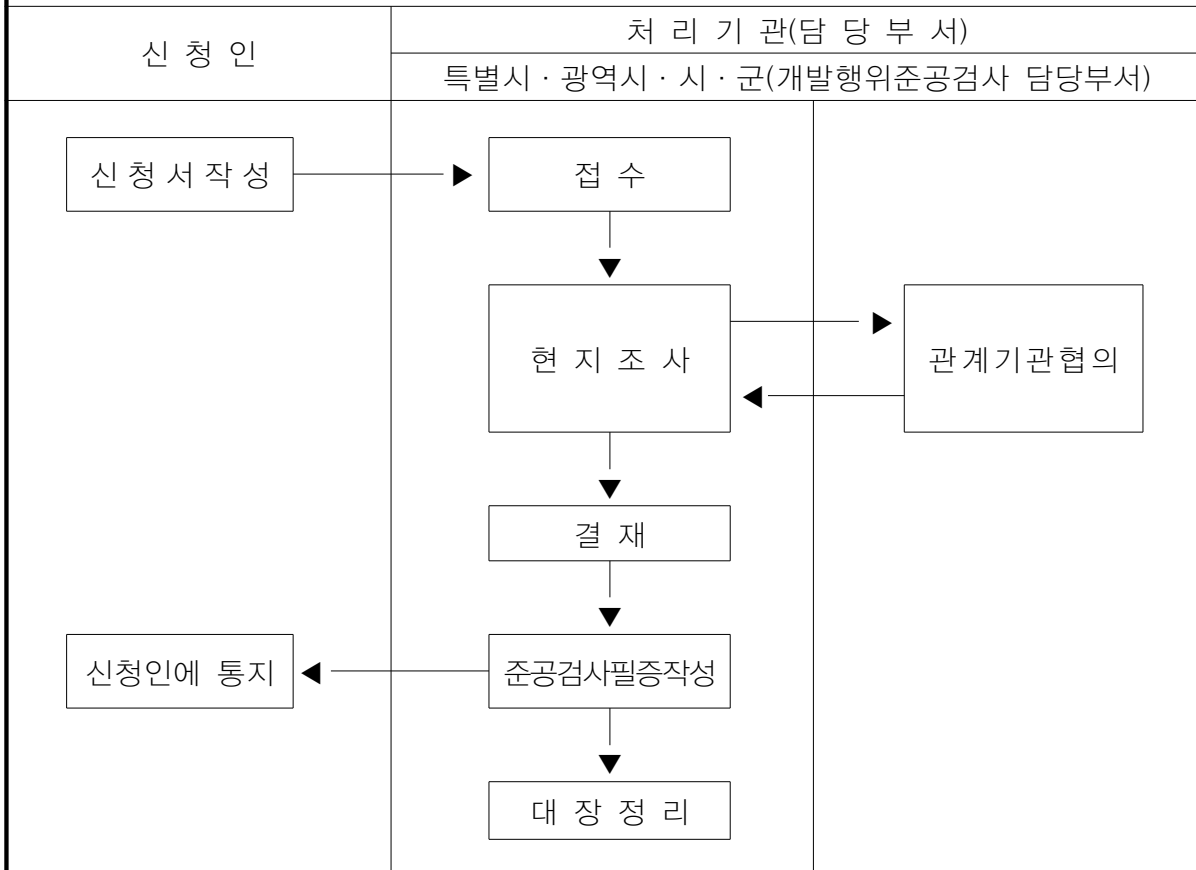 신 청 인
처 리 기 관(담 당 부 서)
특별시 · 광역시 · 시 · 군(개발행위준공검사 담당부서)
신 청 서 작 성
접 수
현 지 조 사
관계기관협의
결 재
신청인에 통지
준공검사필증작성
대 장 정 리